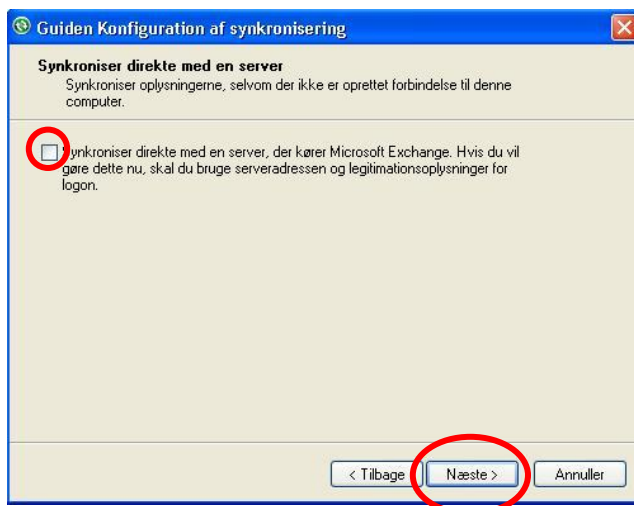 Guiden Konfiguration af synkronisering
Synkroniser direkte med en server
Synkroniser oplysningerne, selvom der ikke er oprettet forbindelse til denne
computer.
Synkroniser direkte med en server, der kører Microsoft Exchange. Hvis du vil
gøre dette nu, skal du bruge serveradressen og legitimationsoplysninger for
logon.
< Tilbage Næste > Annuller